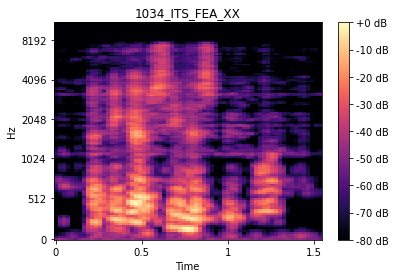 1034_ITS_FEA_XX
+0 dB
8192
-10 dB
4096
-20 dB
-30 dB
2048
Hz
-40 dB
1024
-50 dB
512
-60 dB
-70 dB
0
-80 dB
0
0.5
1
1.5
Time